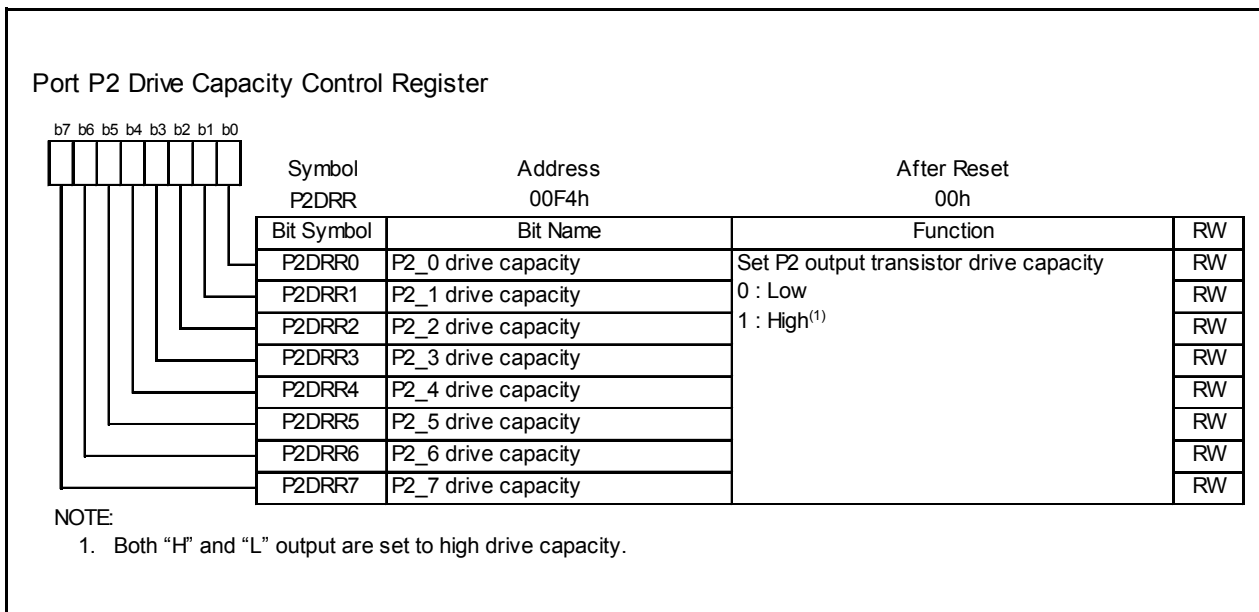 Port P2 Drive Capacity Control Register
b7 b6 b5 b4 b3 b2 b1 b0
Symbol Address After Reset
P2DRR 00F4h 00h
Bit Symbol Bit Name Function RW
P2DRR0 P2_0 drive capacity Set P2 output transistor drive capacity RW
P2DRR1 P2_1 drive capacity 0 : Low RW
P2DRR2 P2_2 drive capacity 1 : High(1) RW
P2DRR3 P2_3 drive capacity RW
P2DRR4 P2_4 drive capacity RW
P2DRR5 P2_5 drive capacity RW
P2DRR6 P2_6 drive capacity RW
P2DRR7 P2_7 drive capacity RW
NOTE:
1. Both “H” and “L” output are set to high drive capacity.